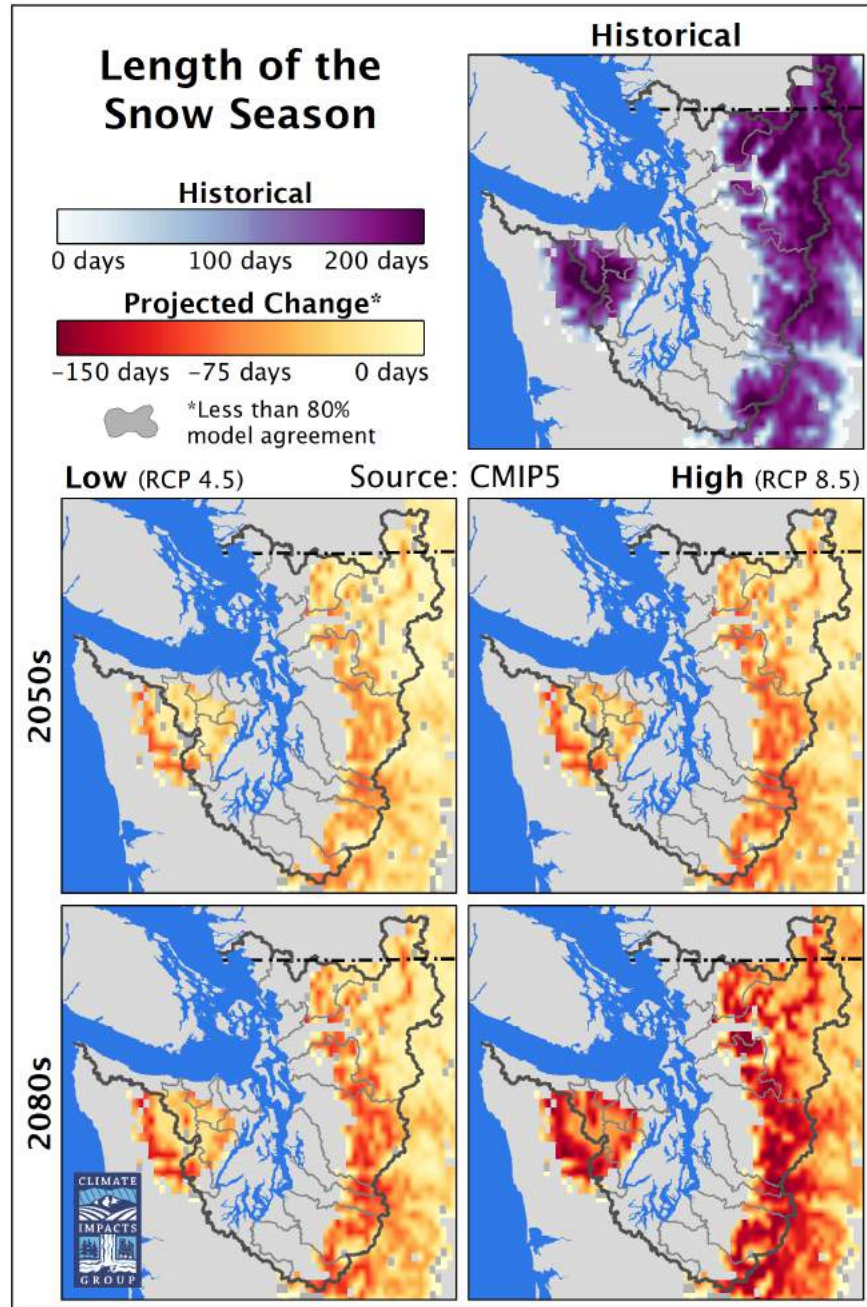 Length of the
Snow Season
Historical
Historical
0 days 100 days 200 days
Projected Change*
−150 days −75 days 0 days
*Less than 80%
model agreement
Low (RCP 4.5) Source: CMIP5 High (RCP 8.5)
2050s
2080s
CLIMATE
IMPACTS
GROUP